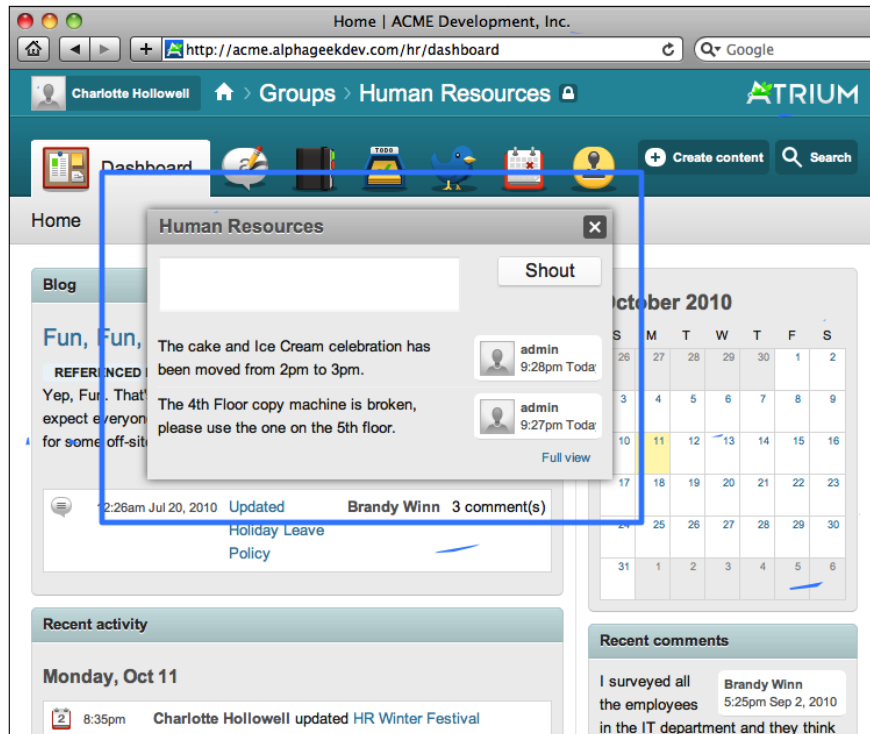 Home | ACME Development, Inc.
http://acme.alphageekdev.com/hr/dashboard
Google
Charlotte Hollowell
Groups › Human Resources
ATRIUM
Dashboard
TODO
Create content
Search
Home
Human Resources
Shout
The cake and Ice Cream celebration has
been moved from 2pm to 3pm.
admin
9:28pm Today
The 4th Floor copy machine is broken,
please use the one on the 5th floor.
admin
9:27pm Today
Full view
Blog
Fun, Fun,
REFERENCED
Yep, Fun. That'
expect everyon
for some off-sit
12:26am Jul 20, 2010 Updated Brandy Winn 3 comment(s)
Holiday Leave
Policy
October 2010
S M T W T F S
26 27 28 29 30 1 2
3 4 5 6 7 8 9
10 11 12 13 14 15 16
17 18 19 20 21 22 23
24 25 26 27 28 29 30
31 1 2 3 4 5 6
Recent activity
Monday, Oct 11
2 8:35pm Charlotte Hollowell updated HR Winter Festival
Recent comments
I surveyed all
the employees
in the IT department and they think
Brandy Winn
5:25pm Sep 2, 2010